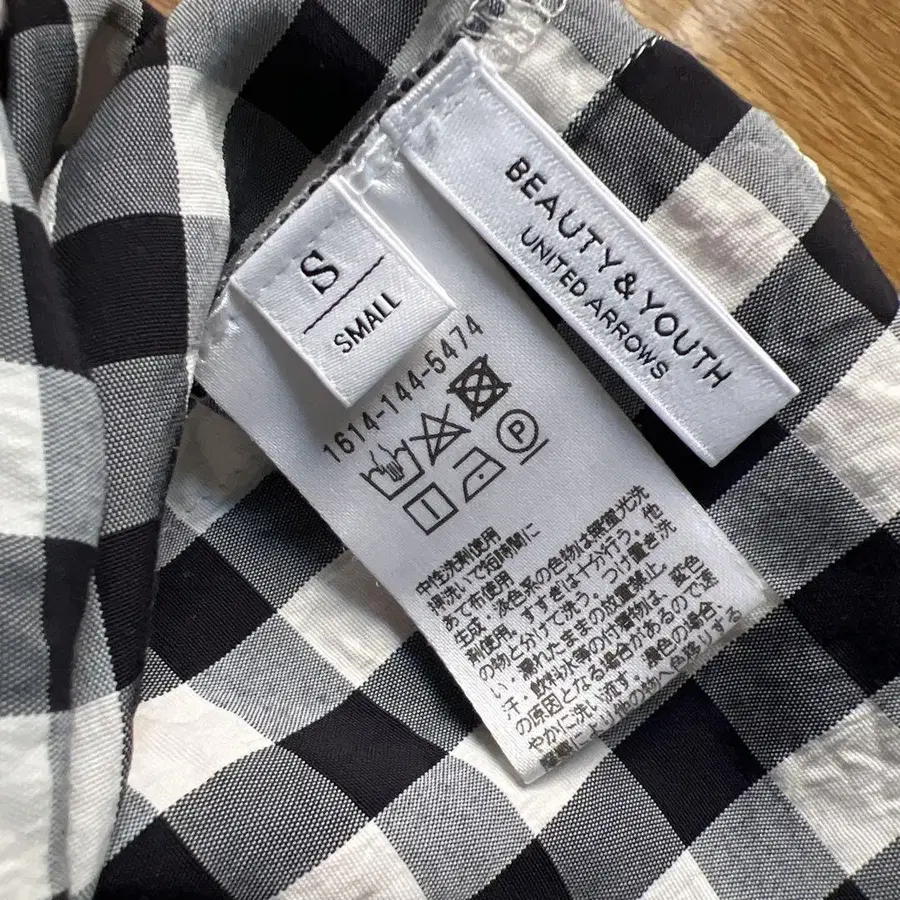 BEAUTY & YOUTH
UNITED ARROWS
S
SMALL
1614-144-5474
P
中性洗剤使用
押洗いで短時間に
あて布使用
生成・淡色系の色物は無蛍光洗
剤使用。すすぎは十分行う。他
の物と分けて洗う。つけ置き洗
い・濡れたままの放置禁止。
汗・飲料水等の付着物は、変色
の原因となる場合があるので速
やかに洗い流す。濃色の場合、
摩擦により他の物へ色移りする